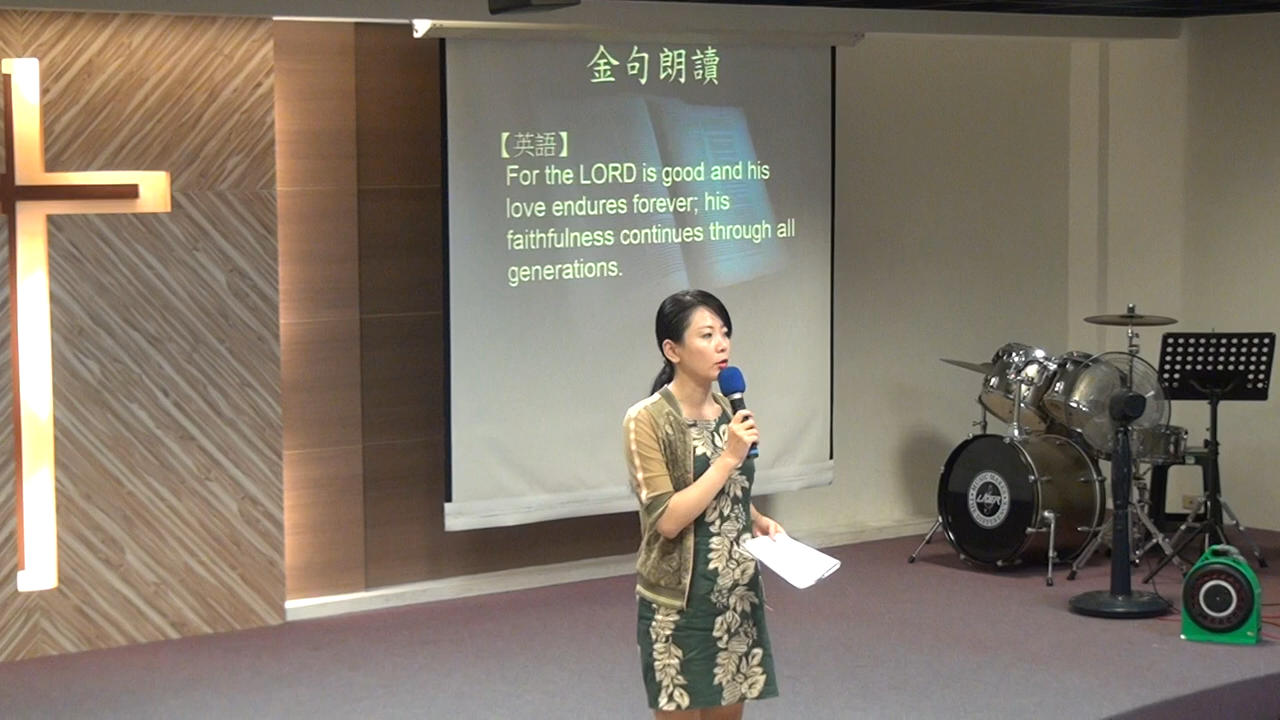 金句朗讀
【英語】
For the LORD is good and his
love endures forever; his
faithfulness continues through all
generations.